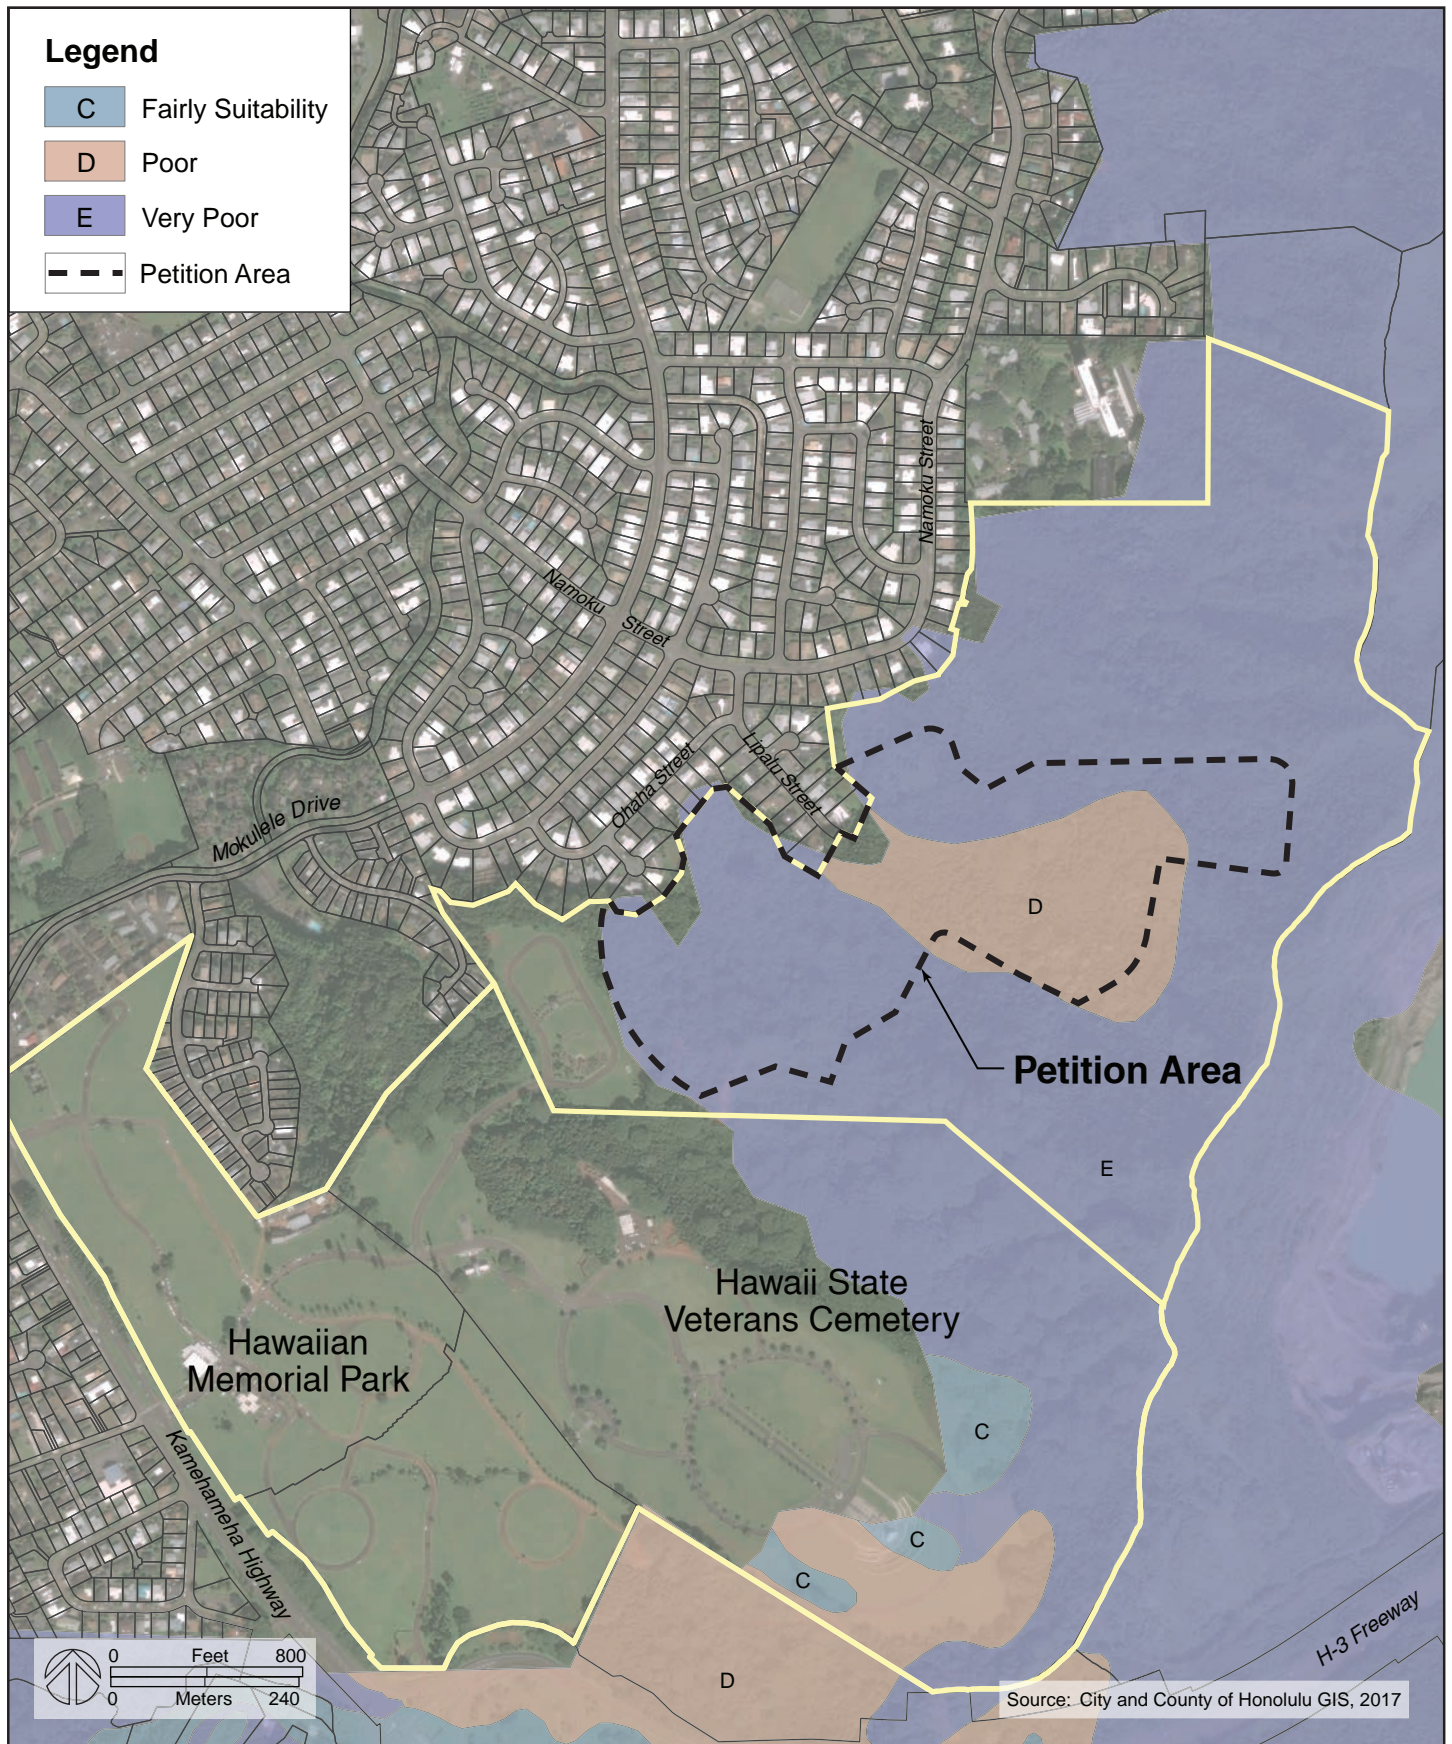 Legend
C Fairly Suitability
D Poor
E Very Poor
Petition Area
Namoku Street
Namoku Street
Lipalu Street
Ohaha Street
Mokulele Drive
D
Petition Area
E
Hawaii State
Veterans Cemetery
Hawaiian
Memorial Park
C
C
C
Kamehameha Highway
H-3 Freeway
D
0 Feet 800
0 Meters 240
Source: City and County of Honolulu GIS, 2017